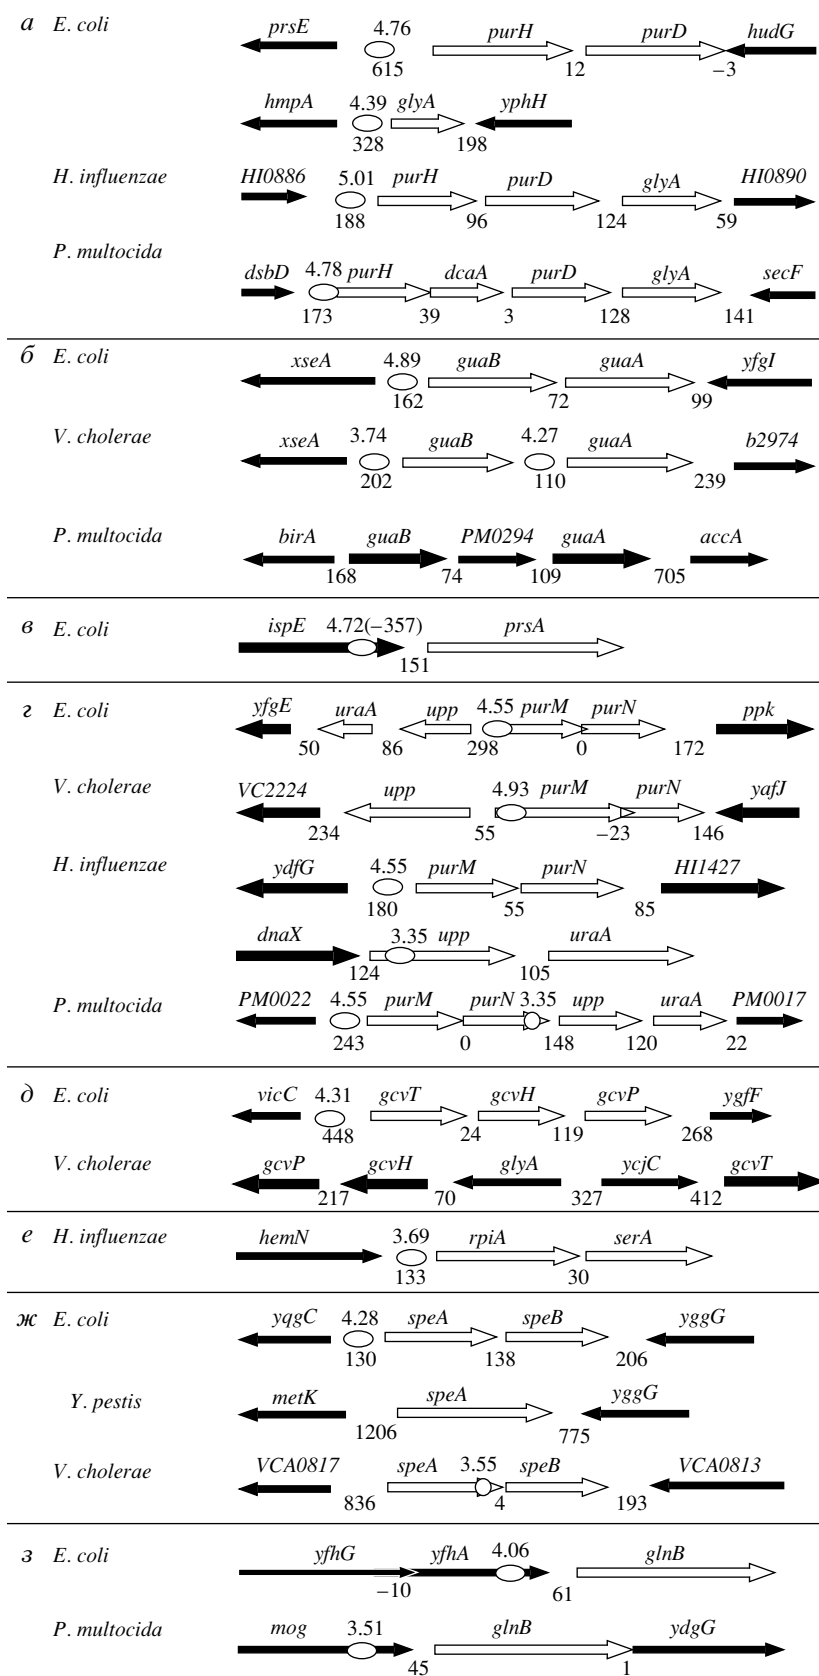 а E. coli prsE 4.76 purH purD hudG
615 12 –3
hmpA 4.39 glyA yphH
328 198
H. influenzae HI0886 5.01 purH purD glyA HI0890
188 96 124 59
P. multocida
dsbD 4.78 purH dcaA purD glyA secF
173 39 3 128 141
б E. coli xseA 4.89 guaB guaA yfgI
162 72 99
V. cholerae xseA 3.74 guaB 4.27 guaA b2974
202 110 239
P. multocida birA guaB PM0294 guaA accA
168 74 109 705
в E. coli ispE 4.72(–357) prsA
151
г E. coli yfgE uraA upp 4.55 purM purN ppk
50 86 298 0 172
V. cholerae VC2224 upp 4.93 purM purN yafJ
234 55 –23 146
H. influenzae ydfG 4.55 purM purN HI1427
180 55 85
dnaX 3.35 upp uraA
124 105
P. multocida PM0022 4.55 purM purN 3.35 upp uraA PM0017
243 0 148 120 22
д E. coli vicC 4.31 gcvT gcvH gcvP ygfF
448 24 119 268
V. cholerae gcvP gcvH glyA ycjC gcvT
217 70 327 412
е H. influenzae hemN 3.69 rpiA serA
133 30
ж E. coli yqgC 4.28 speA speB yggG
130 138 206
Y. pestis metK speA yggG
1206 775
V. cholerae VCA0817 speA 3.55 speB VCA0813
836 4 193
з E. coli yfhG yfhA 4.06 glnB
–10 61
P. multocida mog 3.51 glnB ydgG
45 1